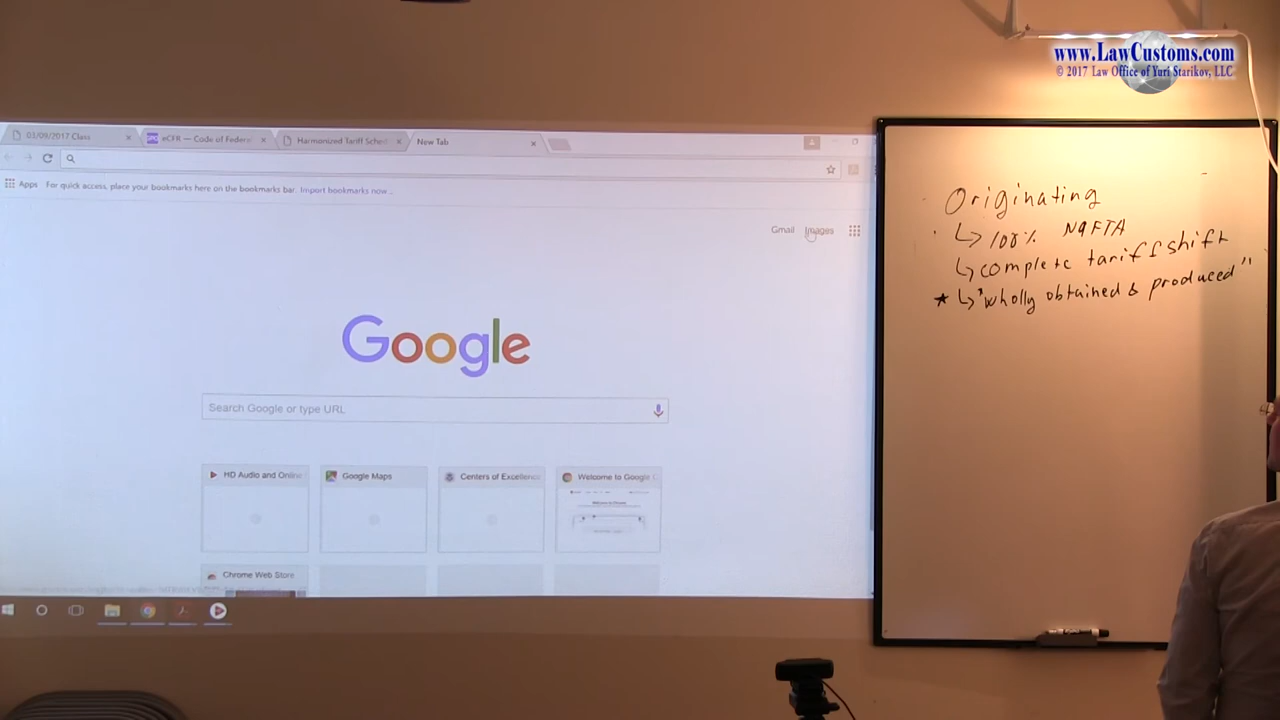 www.LawCustoms.com
© 2017 Law Office of Yuri Starikov, LLC
03/09/2017 Class
eCFR — Code of Federa
Harmonized Tariff Sched
New Tab
Apps For quick access, place your bookmarks here on the bookmarks bar. Import bookmarks now...
Gmail Images
Google
Search Google or type URL
HD Audio and Online
Google Maps
Centers of Excellence
Welcome to Google C
Chrome Web Store
Originating
↳ 100% NAFTA
↳ complete tariff shift
★ ↳ "wholly obtained & produced"